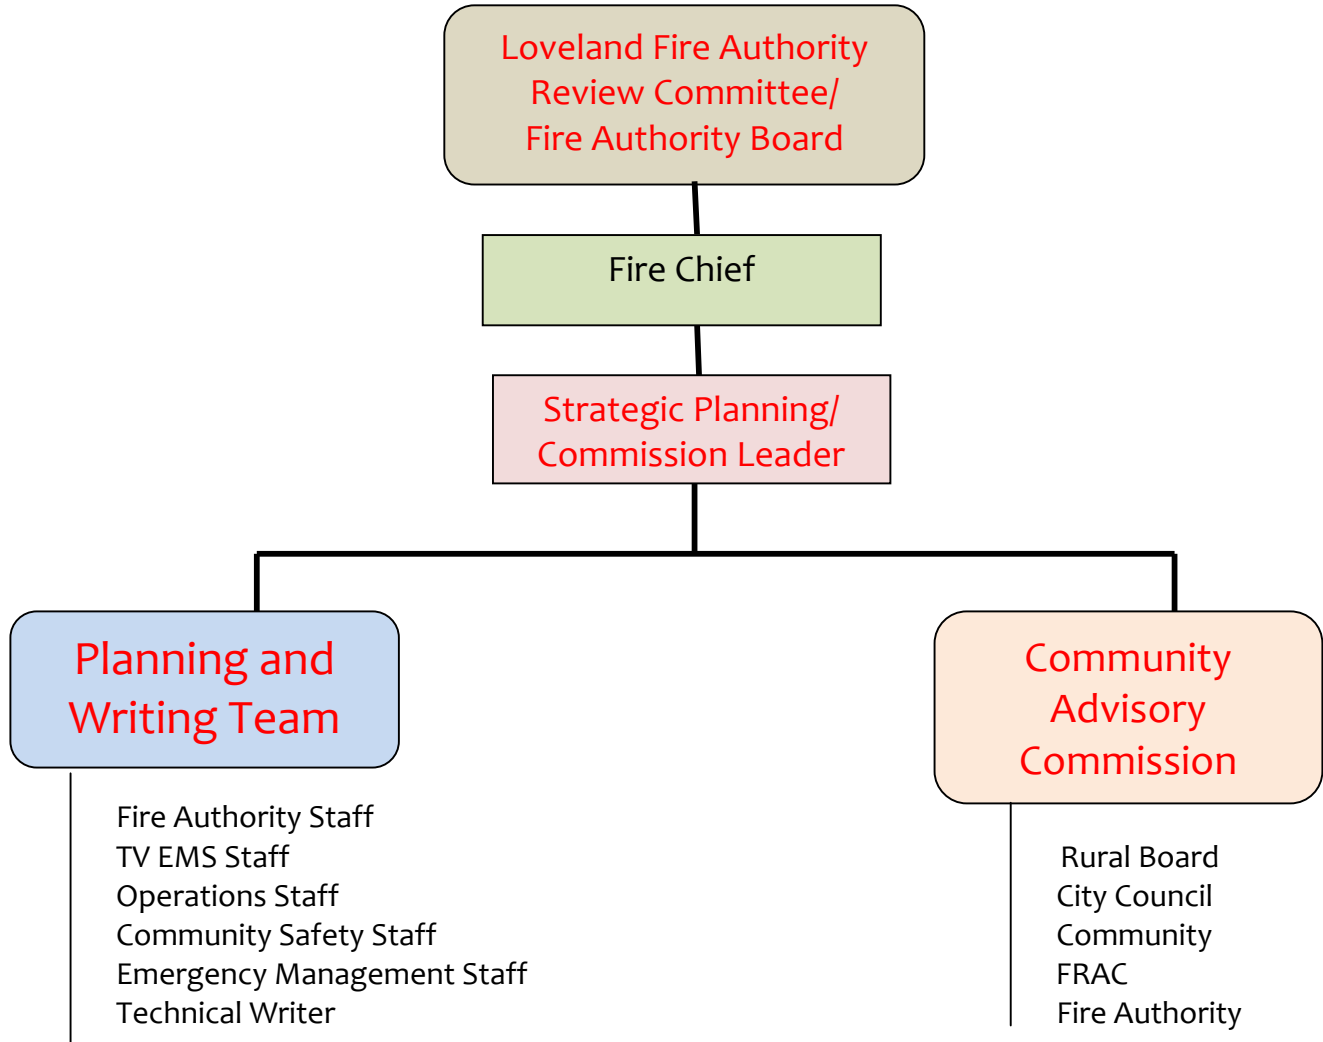 Loveland Fire Authority
Review Committee/
Fire Authority Board
Fire Chief
Strategic Planning/
Commission Leader
Planning and
Writing Team
Fire Authority Staff
TV EMS Staff
Operations Staff
Community Safety Staff
Emergency Management Staff
Technical Writer
Community
Advisory
Commission
Rural Board
City Council
Community
FRAC
Fire Authority